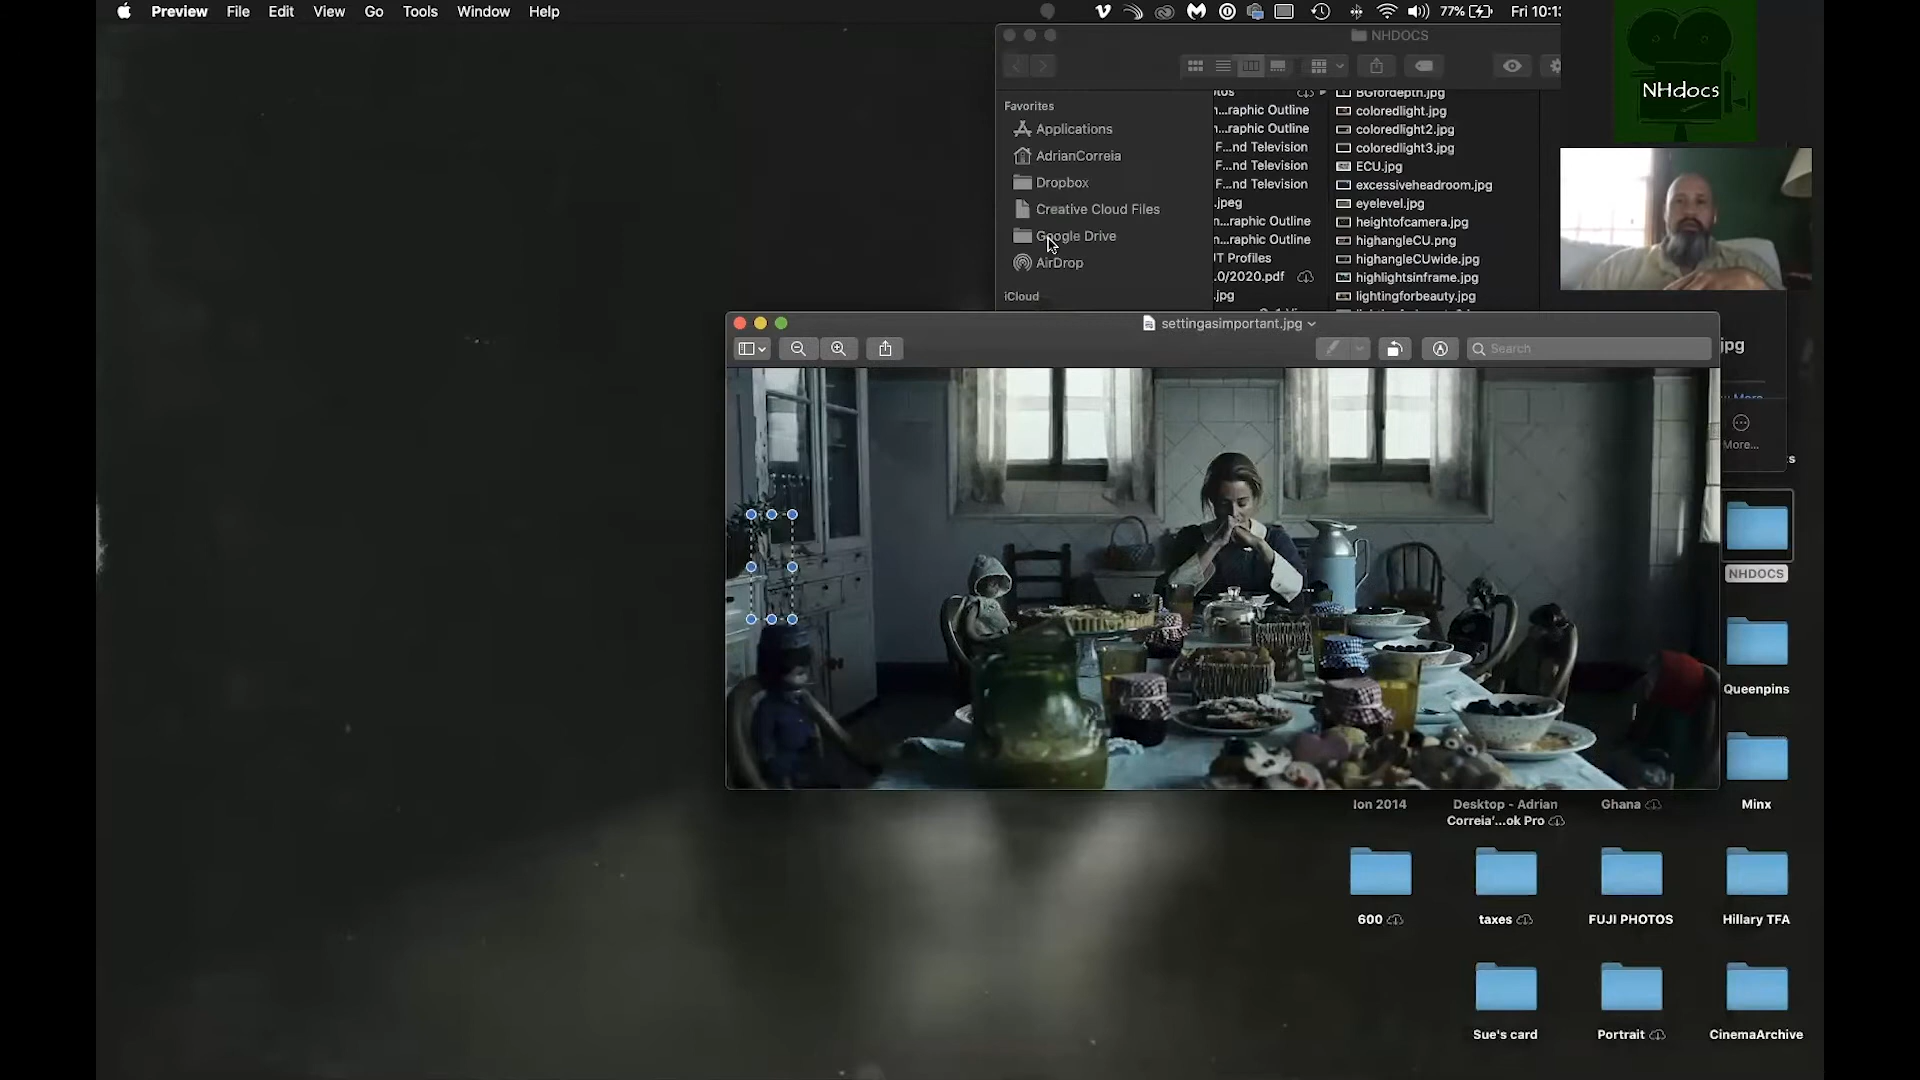 Preview File Edit View Go Tools Window Help
77% Fri 10:1
NHDOCS
NHdocs
Favorites
Applications
AdrianCorreia
Dropbox
Creative Cloud Files
Google Drive
AirDrop
iCloud
...raphic Outline
...raphic Outline
F...nd Television
F...nd Television
F...nd Television
.jpeg
...raphic Outline
...raphic Outline
JT Profiles
.0/2020.pdf
.jpg
BGfordepth.jpg
coloredlight.jpg
coloredlight2.jpg
coloredlight3.jpg
ECU.jpg
excessiveheadroom.jpg
eyelevel.jpg
heightofcamera.jpg
highangleCU.png
highangleCUwide.jpg
highlightsinframe.jpg
lightingforbeauty.jpg
settingasimportant.jpg
Search
jpg
More...
NHDOCS
Queenpins
Ion 2014
Desktop - Adrian
Correia'...ok Pro
Ghana
Minx
600
taxes
FUJI PHOTOS
Hillary TFA
Sue's card
Portrait
CinemaArchive